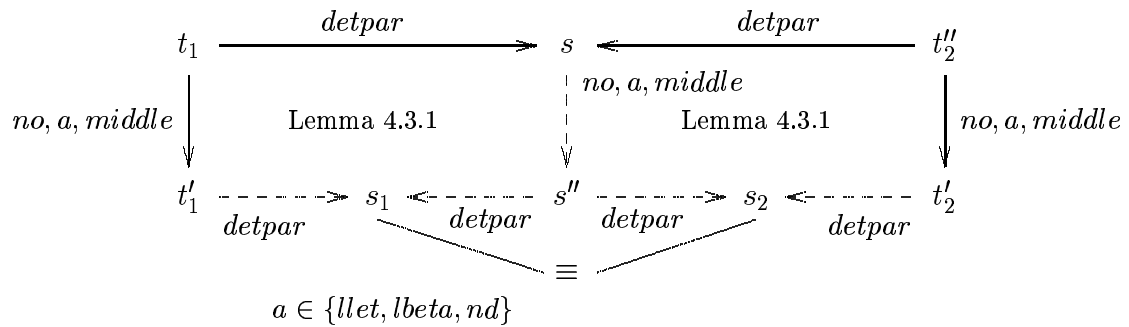 detpar detpar
t₁ s t₂″
no, a, middle
no, a, middle Lemma 4.3.1 Lemma 4.3.1 no, a, middle
t₁′ s₁ s″ s₂ t₂′
detpar detpar detpar detpar
≡
a ∈ {llet, lbeta, nd}